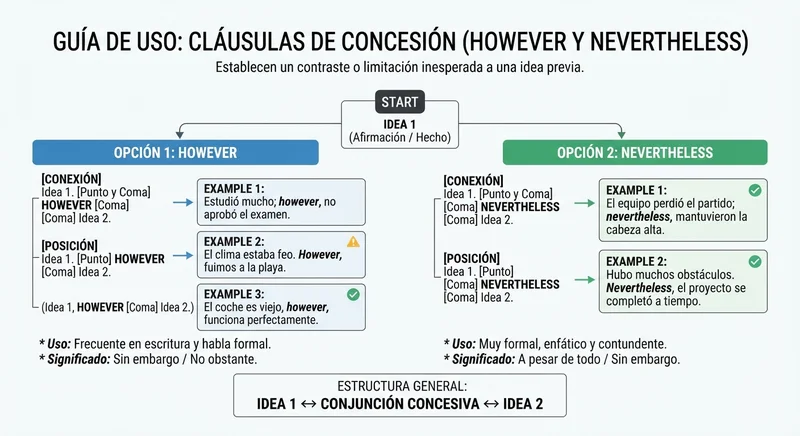 GUÍA DE USO: CLÁUSULAS DE CONCESIÓN (HOWEVER Y NEVERTHELESS)
Establecen un contraste o limitación inesperada a una idea previa.
START
IDEA 1
(Afirmación / Hecho)
OPCIÓN 1: HOWEVER
[CONEXIÓN]
Idea 1. [Punto y Coma]
HOWEVER [Coma]
[Coma] Idea 2.
EXAMPLE 1:
Estudió mucho; however, no
aprobó el examen.
[POSICIÓN]
Idea 1. [Punto] HOWEVER
[Coma] Idea 2.
EXAMPLE 2:
El clima estaba feo. However,
fuimos a la playa.
(Idea 1, HOWEVER [Coma] Idea 2.)
EXAMPLE 3:
El coche es viejo, however,
funciona perfectamente.
* Uso: Frecuente en escritura y habla formal.
* Significado: Sin embargo / No obstante.
OPCIÓN 2: NEVERTHELESS
[CONEXIÓN]
Idea 1. [Punto y Coma]
[Coma] NEVERTHELESS
[Coma] Idea 2.
EXAMPLE 1:
El equipo perdió el partido;
nevertheless, mantuvieron la
cabeza alta.
[POSICIÓN]
Idea 1. [Punto]
[Coma] NEVERTHELESS
[Coma] Idea 2.
EXAMPLE 2:
Hubo muchos obstáculos.
Nevertheless, el proyecto se
completó a tiempo.
* Uso: Muy formal, enfático y contundente.
* Significado: A pesar de todo / Sin embargo.
ESTRUCTURA GENERAL:
IDEA 1 ↔ CONJUNCIÓN CONCESIVA ↔ IDEA 2